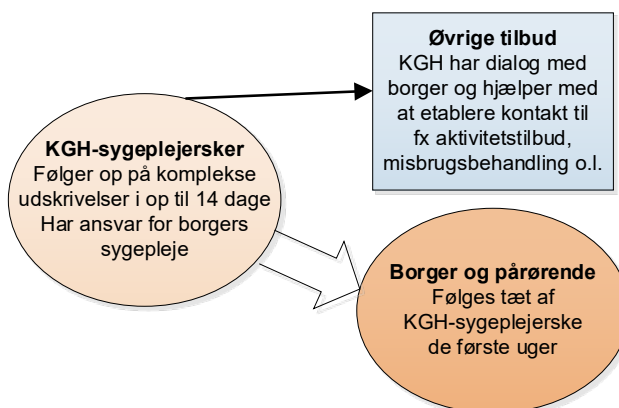 Øvrige tilbud
KGH har dialog med
borger og hjælper med
at etablere kontakt til
fx aktivitetstilbud,
misbrugsbehandling o.l.
KGH-sygeplejersker
Følger op på komplekse
udskrivelser i op til 14 dage
Har ansvar for borgers
sygepleje
Borger og pårørende
Følges tæt af
KGH-sygeplejerske
de første uger